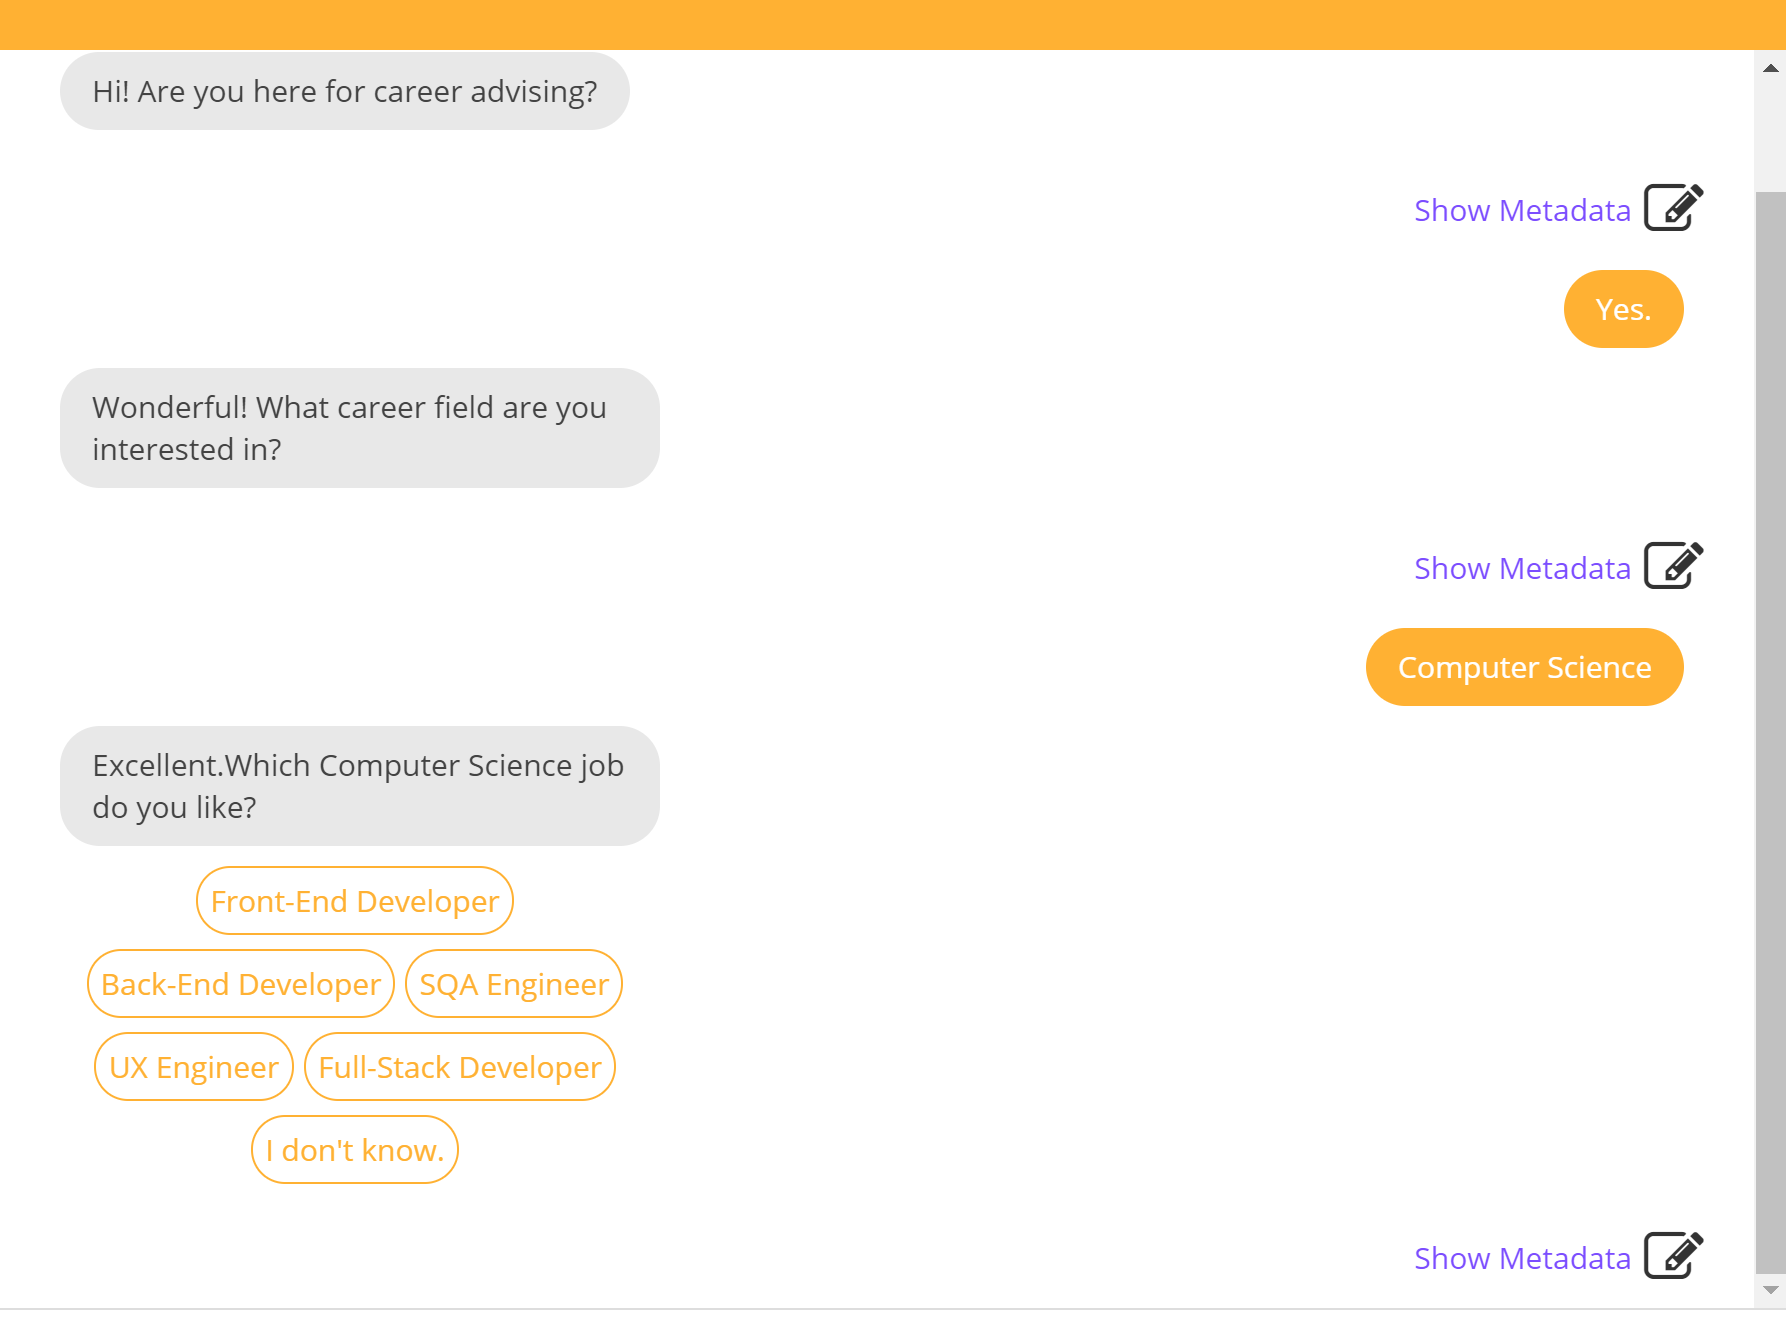 Hi! Are you here for career advising?
Show Metadata
Yes.
Wonderful! What career field are you
interested in?
Show Metadata
Computer Science
Excellent.Which Computer Science job
do you like?
Front-End Developer
Back-End Developer SQA Engineer
UX Engineer Full-Stack Developer
I don't know.
Show Metadata